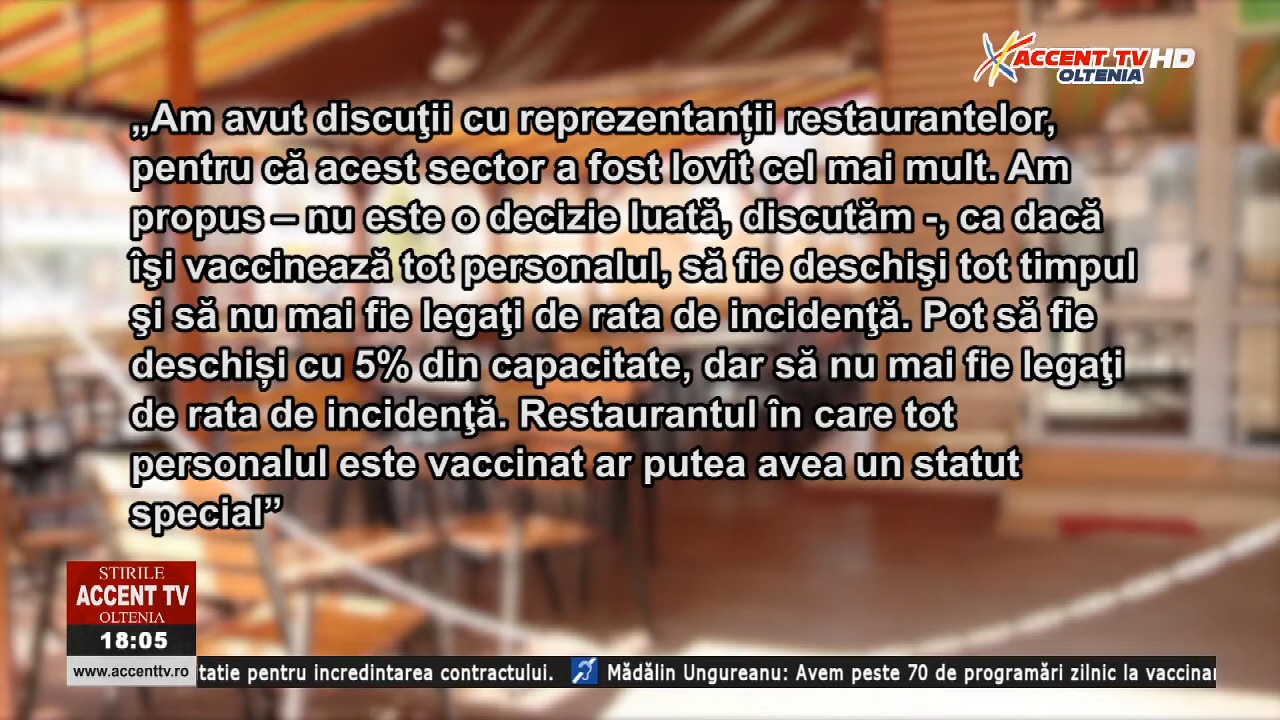 ACCENT TV HD
OLTENIA
„Am avut discuţii cu reprezentanții restaurantelor,
pentru că acest sector a fost lovit cel mai mult. Am
propus – nu este o decizie luată, discutăm -, ca dacă
îşi vaccinează tot personalul, să fie deschişi tot timpul
şi să nu mai fie legaţi de rata de incidenţă. Pot să fie
deschiși cu 5% din capacitate, dar să nu mai fie legaţi
de rata de incidenţă. Restaurantul în care tot
personalul este vaccinat ar putea avea un statut
special”
STIRILE
ACCENT TV
OLTENIA
18:05
www.accenttv.ro
tatie pentru incredintarea contractului. Mădălin Ungureanu: Avem peste 70 de programări zilnic la vaccinar